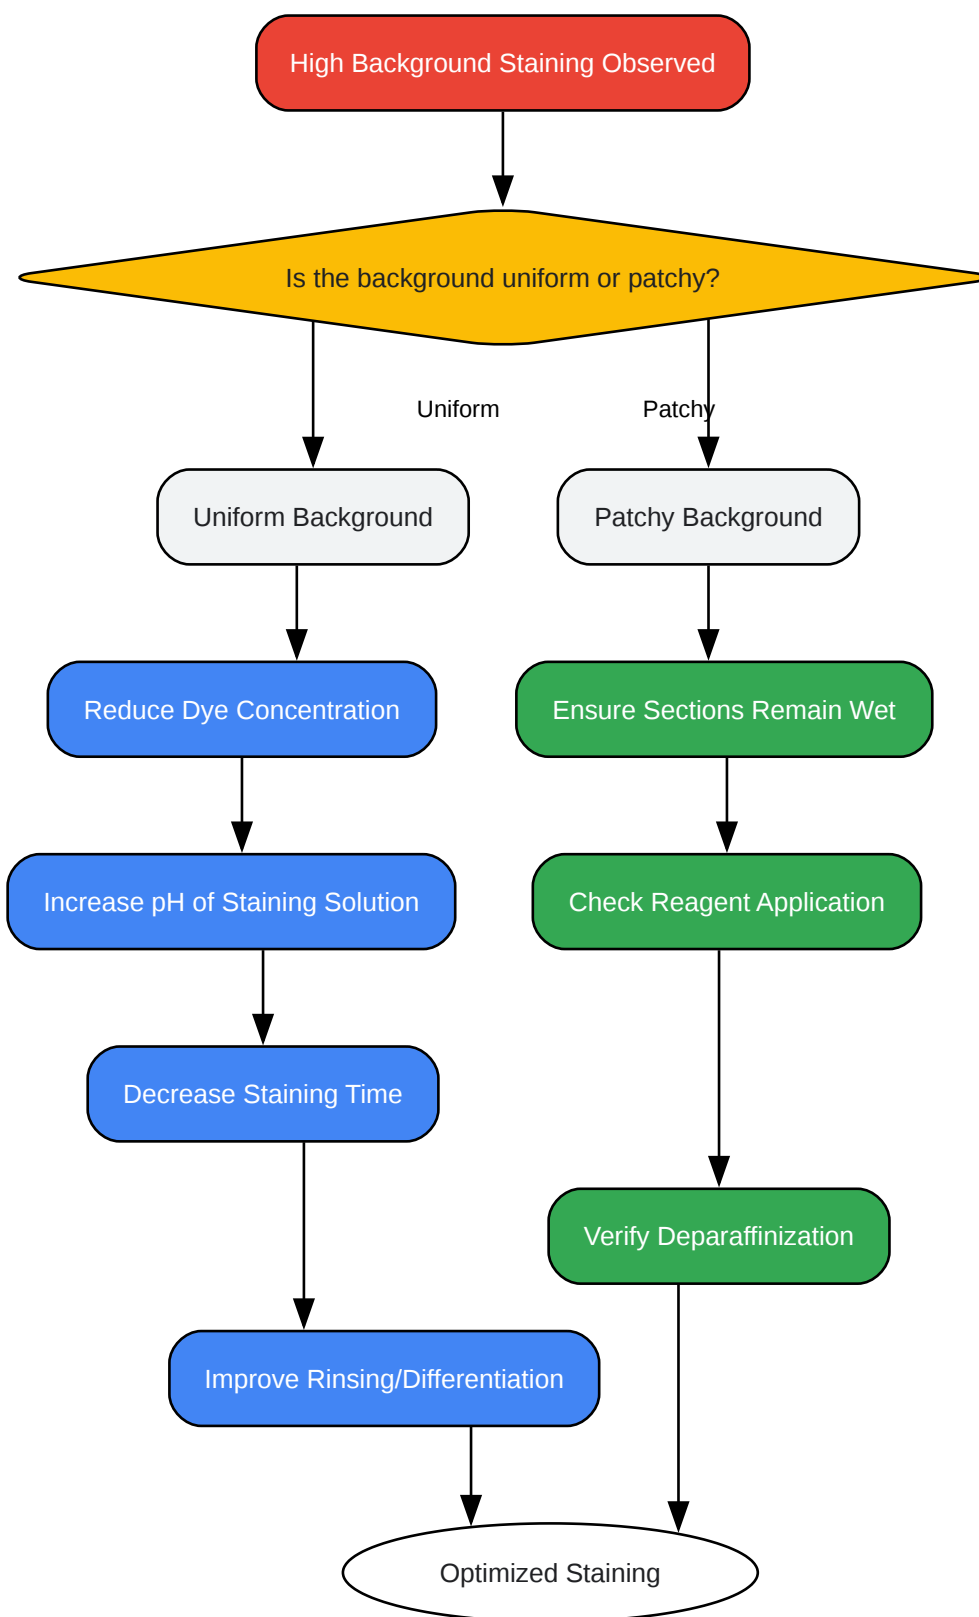 High Background Staining Observed
Is the background uniform or patchy?
Uniform
Patchy
Uniform Background
Patchy Background
Reduce Dye Concentration
Ensure Sections Remain Wet
Increase pH of Staining Solution
Check Reagent Application
Decrease Staining Time
Verify Deparaffinization
Improve Rinsing/Differentiation
Optimized Staining